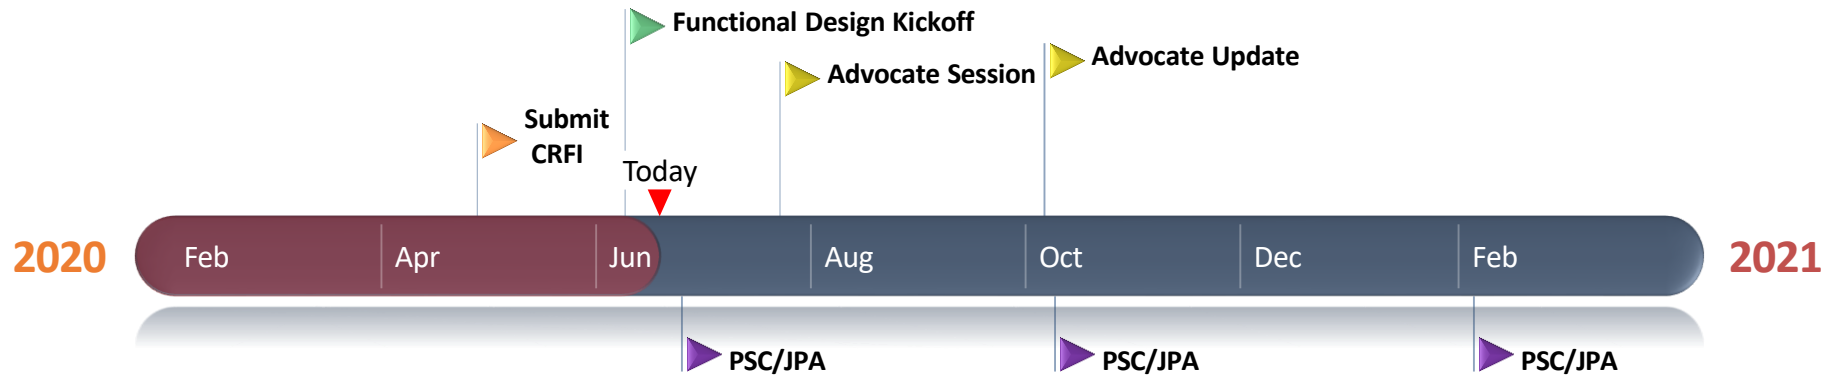 Functional Design Kickoff
Advocate Update
Advocate Session
Submit
CRFI
Today
2020
Feb
Apr
Jun
Aug
Oct
Dec
Feb
2021
PSC/JPA
PSC/JPA
PSC/JPA